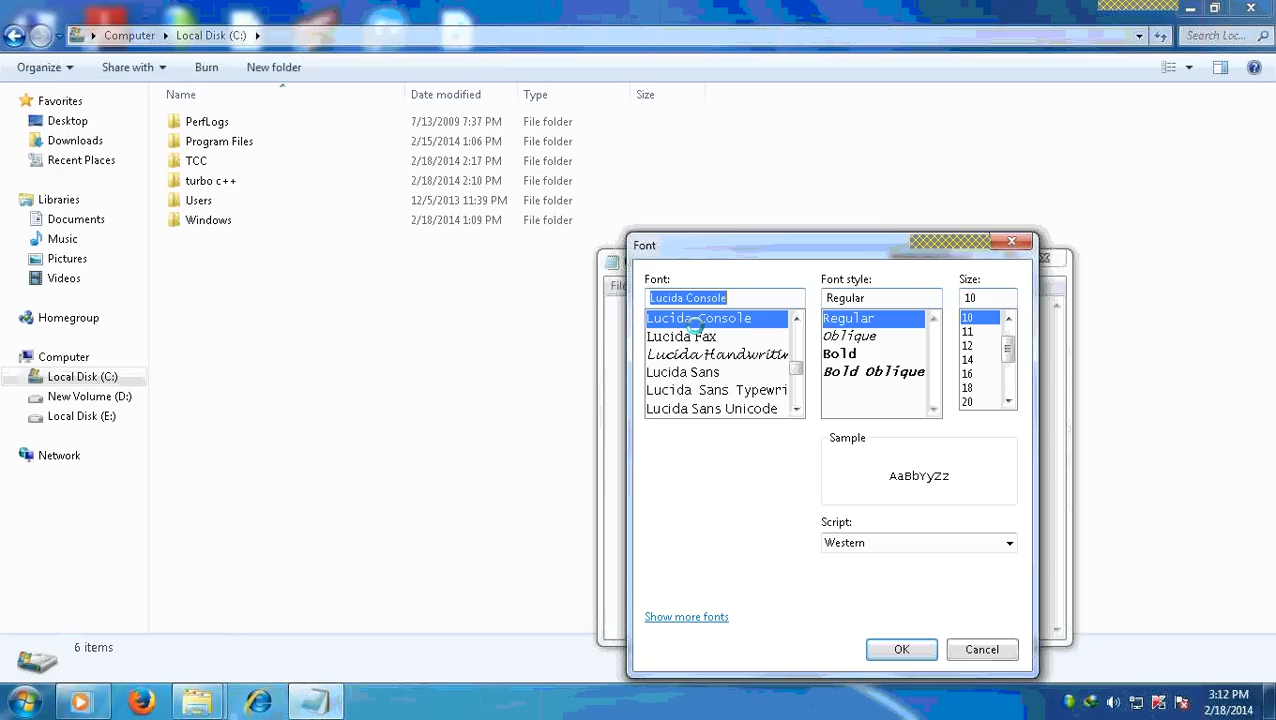 Computer
Local Disk (C:)
Search Loc...
Organize
Share with
Burn
New folder
Name
Date modified
Type
Size
Favorites
Desktop
Downloads
Recent Places
Libraries
Documents
Music
Pictures
Videos
Homegroup
Computer
Local Disk (C:)
New Volume (D:)
Local Disk (E:)
Network
PerfLogs 7/13/2009 7:37 PM File folder
Program Files 2/15/2014 1:06 PM File folder
TCC 2/18/2014 2:17 PM File folder
turbo c++ 2/18/2014 2:10 PM File folder
Users 12/5/2013 11:39 PM File folder
Windows 2/18/2014 1:09 PM File folder
Font
Font:
Lucida Console
Lucida Console
Lucida Fax
Lucida Handwritin
Lucida Sans
Lucida Sans Typewri
Lucida Sans Unicode
Font style:
Regular
Regular
Oblique
Bold
Bold Oblique
Size:
10
10
11
12
14
16
18
20
Sample
AaBbYyZz
Script:
Western
Show more fonts
OK
Cancel
6 items
3:12 PM
2/18/2014